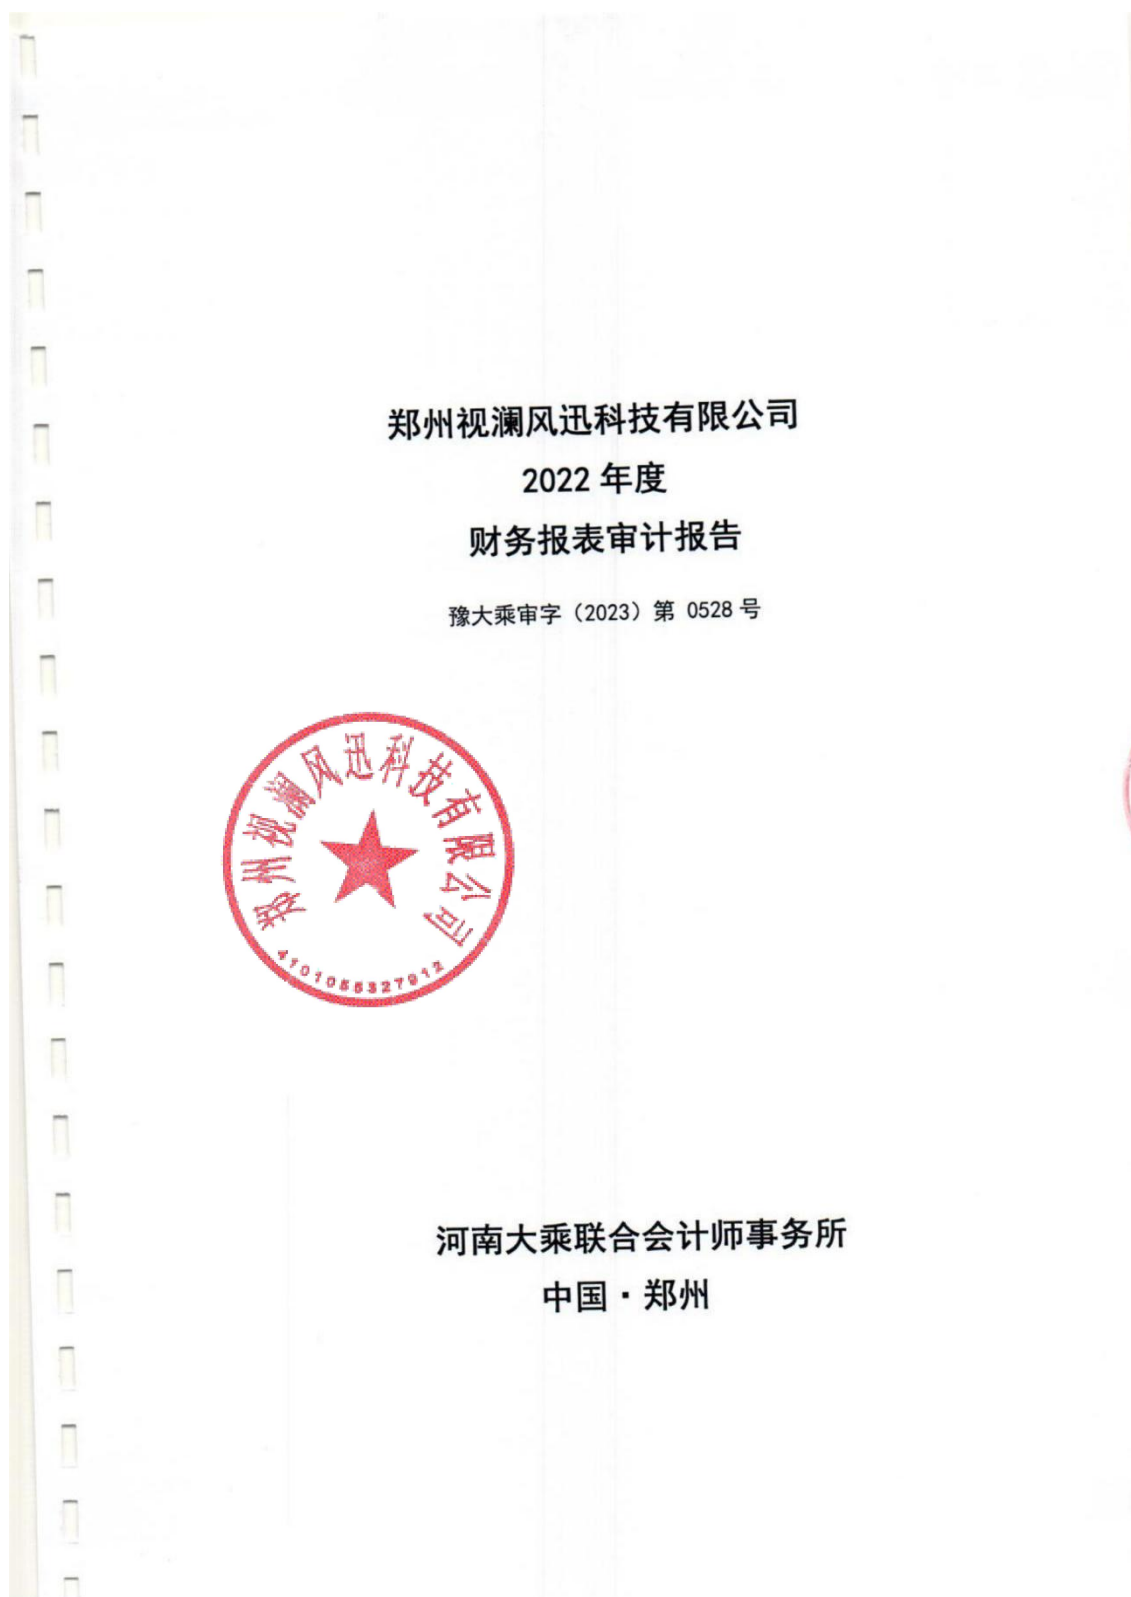 郑州视澜风迅科技有限公司
2022 年度
财务报表审计报告
豫大乘审字（2023）第 0528 号
郑州视澜风迅科技有限公司
4101055327912
河南大乘联合会计师事务所
中国·郑州